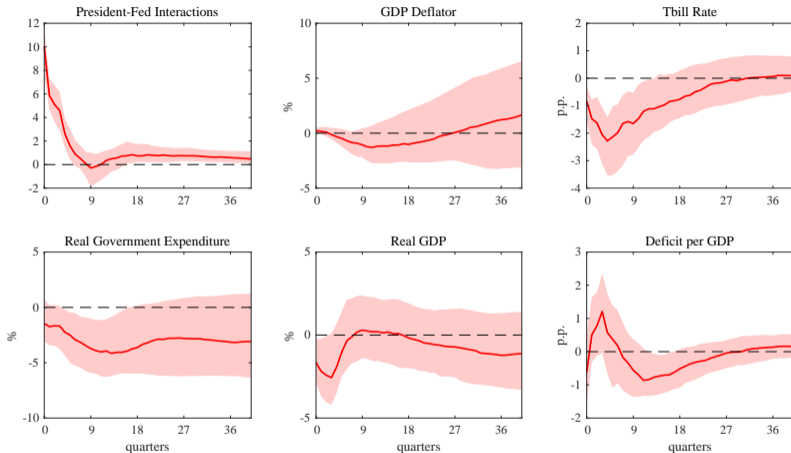 President-Fed Interactions
12
10
8
6
4
2
0
-2
0 9 18 27 36
GDP Deflator
%
10
5
0
-5
0 9 18 27 36
Tbill Rate
p.p.
2
1
0
-1
-2
-3
-4
0 9 18 27 36
Real Government Expenditure
%
5
0
-5
-10
0 9 18 27 36
quarters
Real GDP
%
5
0
-5
0 9 18 27 36
quarters
Deficit per GDP
p.p.
3
2
1
0
-1
-2
0 9 18 27 36
quarters